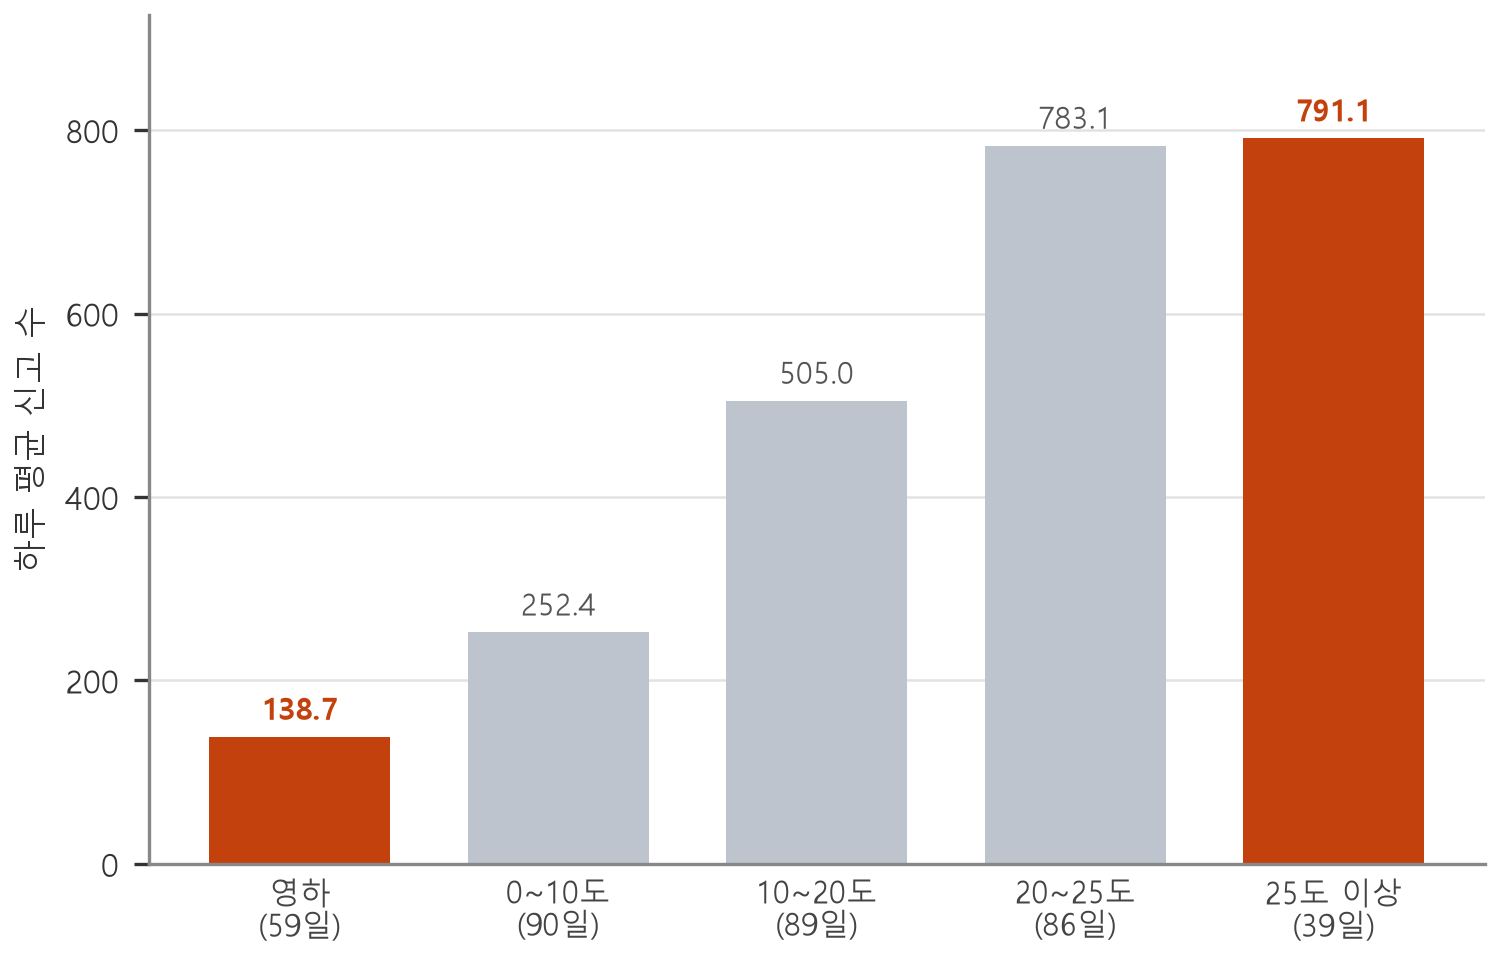 하루 평균 신고 수
800
600
400
200
0
138.7
252.4
505.0
783.1
791.1
영하
(59일)
0~10도
(90일)
10~20도
(89일)
20~25도
(86일)
25도 이상
(39일)